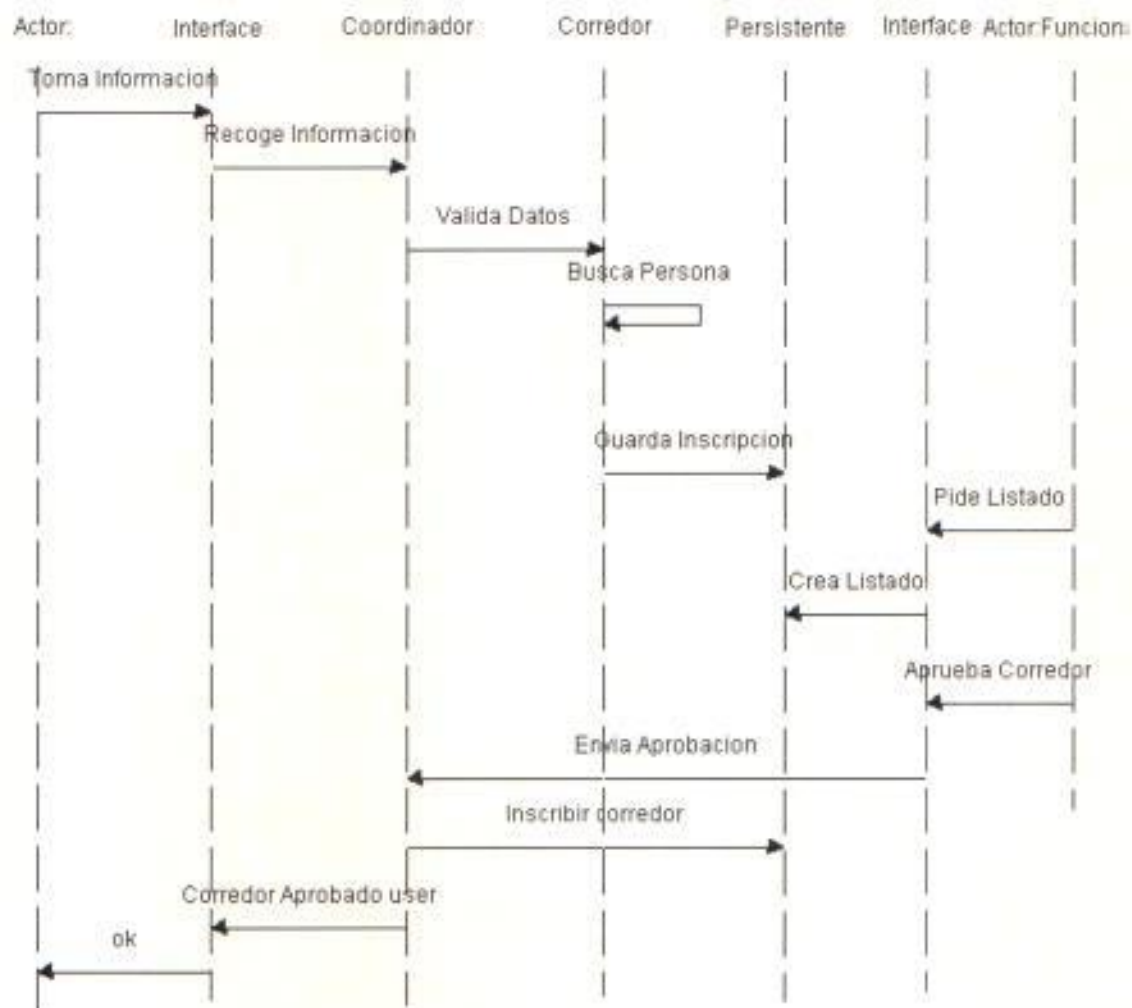 Actor: Interface Coordinador Corredor Persistente Interface Actor:Funcion
Toma Informacion
Recoge Informacion
Valida Datos
Busca Persona
Guarda Inscripcion
Pide Listado
Crea Listado
Aprueba Corredor
Envia Aprobacion
Inscribir corredor
Corredor Aprobado user
ok